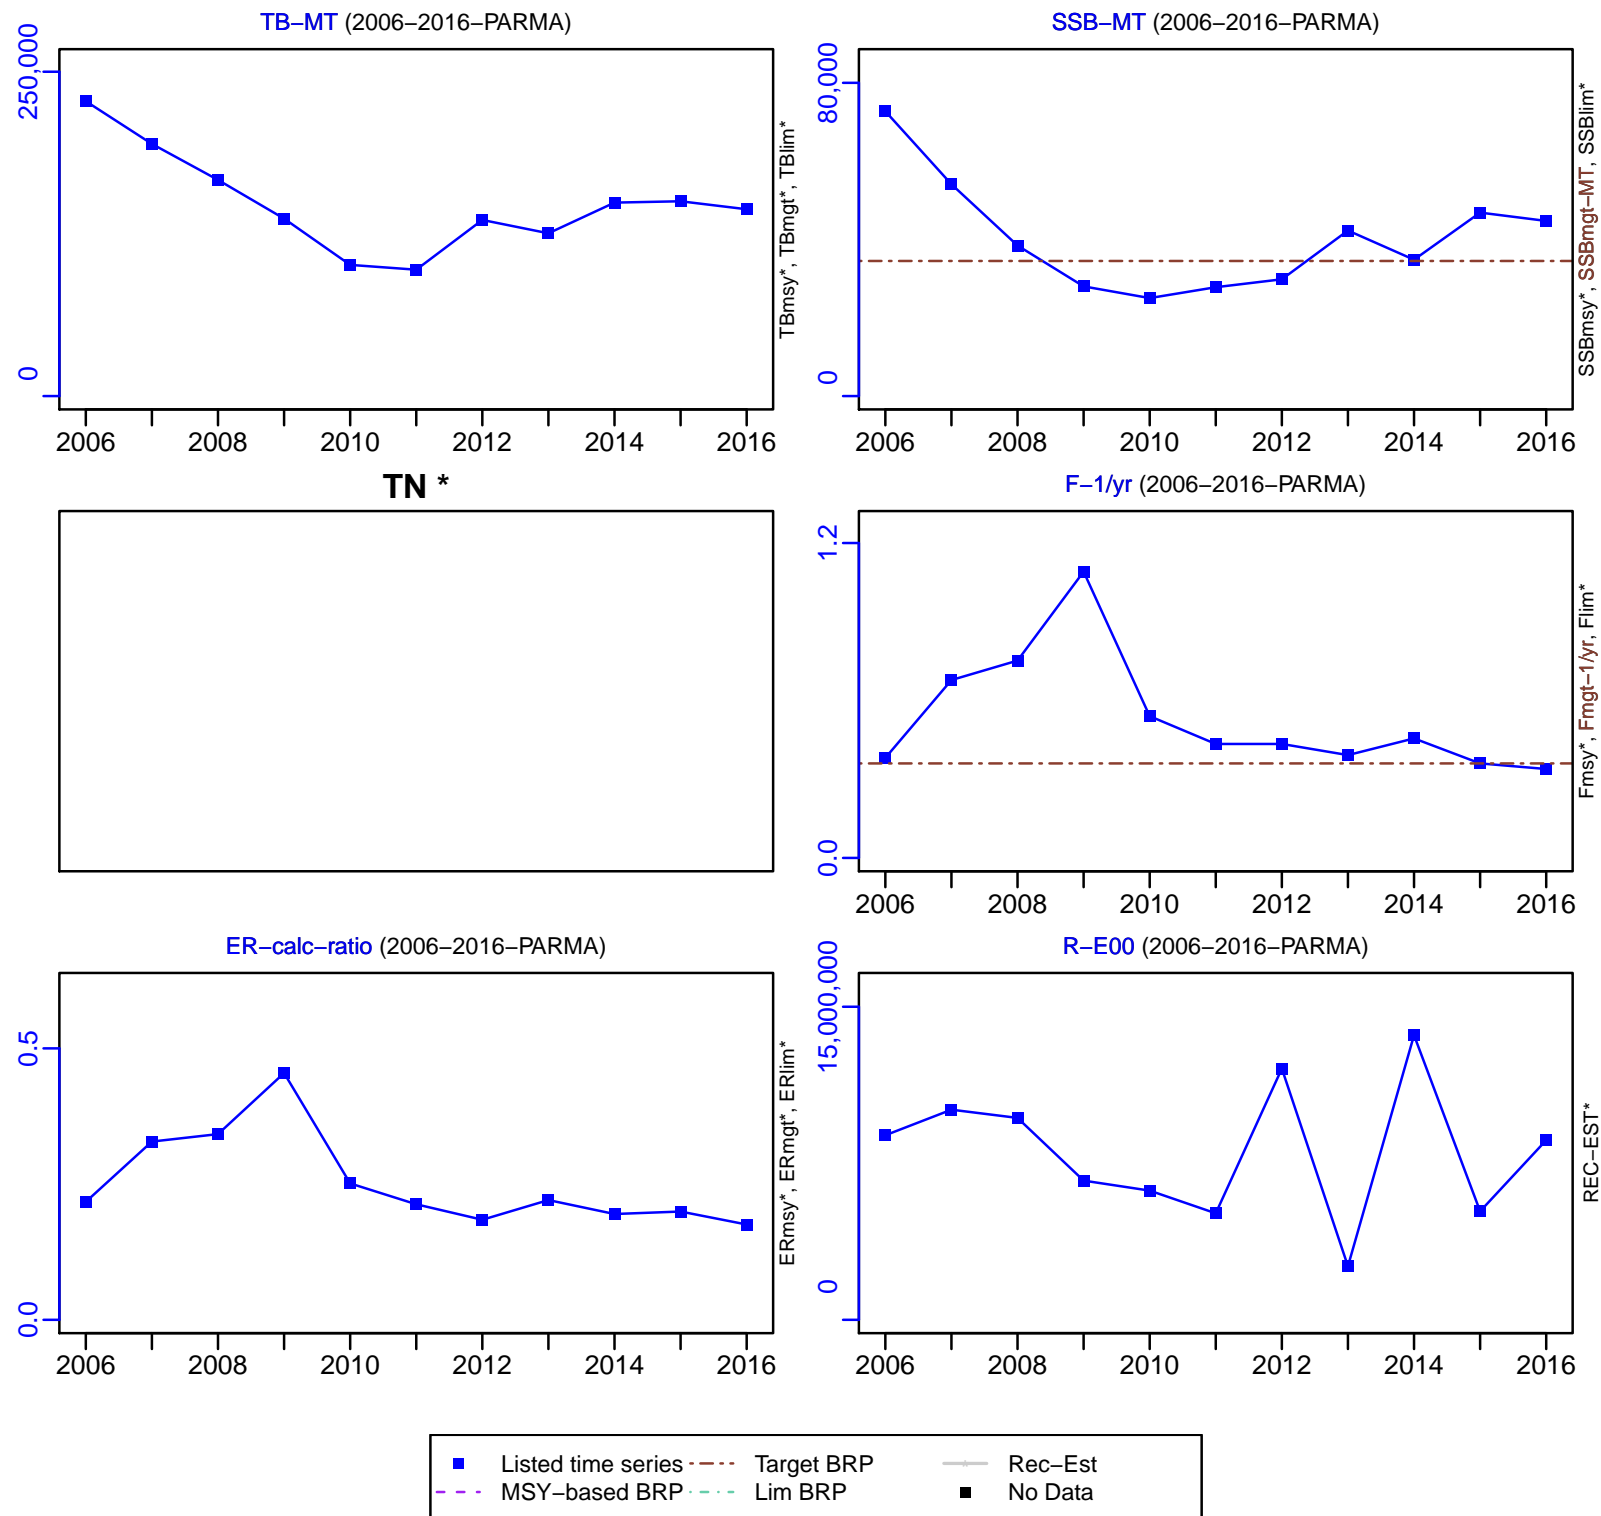 TB−MT (2006−2016−PARMA)
250,000
0
TBmsy*, TBmgt*, TBlim*
2006 2008 2010 2012 2014 2016
SSB−MT (2006−2016−PARMA)
80,000
0
SSBmsy*, SSBmgt−MT, SSBlim*
2006 2008 2010 2012 2014 2016
TN *
F−1/yr (2006−2016−PARMA)
1.2
0.0
Fmsy*, Fmgt−1/yr, Flim*
2006 2008 2010 2012 2014 2016
ER−calc−ratio (2006−2016−PARMA)
0.5
0.0
ERmsy*, ERmgt*, ERlim*
2006 2008 2010 2012 2014 2016
R−E00 (2006−2016−PARMA)
15,000,000
0
REC−EST*
2006 2008 2010 2012 2014 2016
Listed time series Target BRP Rec−Est
MSY−based BRP Lim BRP No Data